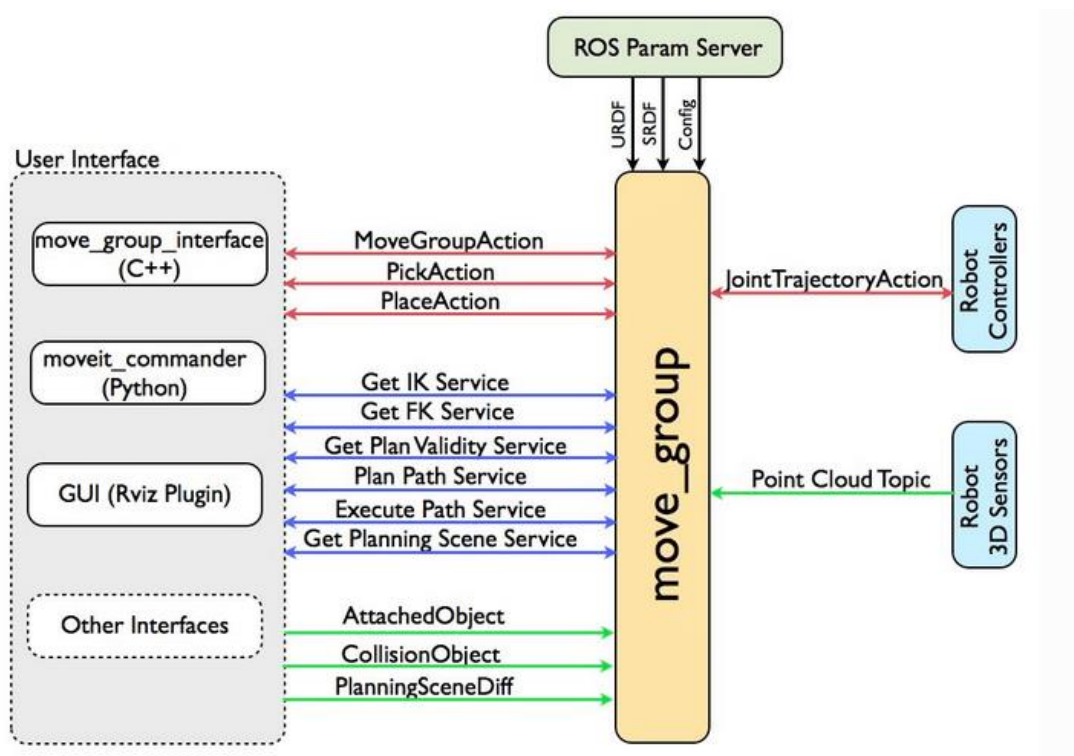 ROS Param Server
URDF
SRDF
Config
User Interface
move_group_interface
(C++)
moveit_commander
(Python)
GUI (Rviz Plugin)
Other Interfaces
MoveGroupAction
PickAction
PlaceAction
Get IK Service
Get FK Service
Get Plan Validity Service
Plan Path Service
Execute Path Service
Get Planning Scene Service
AttachedObject
CollisionObject
PlanningSceneDiff
move_group
JointTrajectoryAction
Point Cloud Topic
Robot
Controllers
Robot
3D Sensors